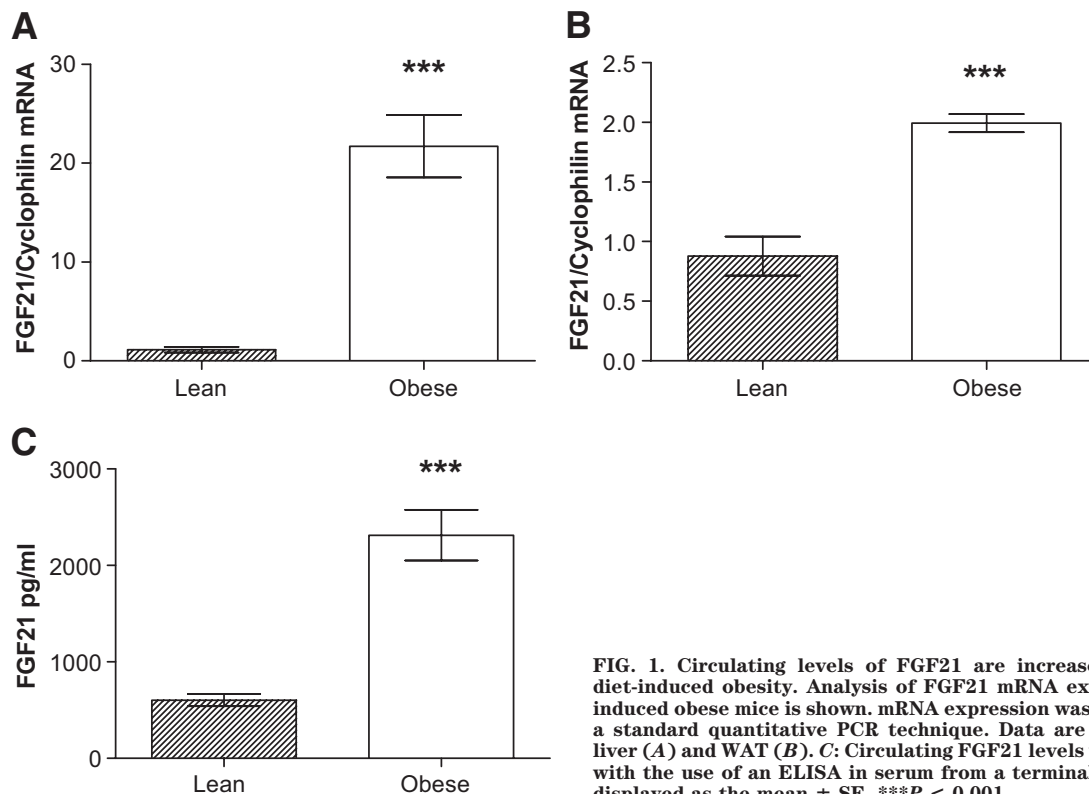 A
FGF21/Cyclophilin mRNA
30
20
10
0
***
Lean
Obese
B
FGF21/Cyclophilin mRNA
2.5
2.0
1.5
1.0
0.5
0.0
***
Lean
Obese
C
FGF21 pg/ml
3000
2000
1000
0
***
Lean
Obese
FIG. 1. Circulating levels of FGF21 are increase
diet-induced obesity. Analysis of FGF21 mRNA ex
induced obese mice is shown. mRNA expression was
a standard quantitative PCR technique. Data are
liver (A) and WAT (B). C: Circulating FGF21 levels
with the use of an ELISA in serum from a terminal
displayed as the mean ± SE. ***P < 0.001.